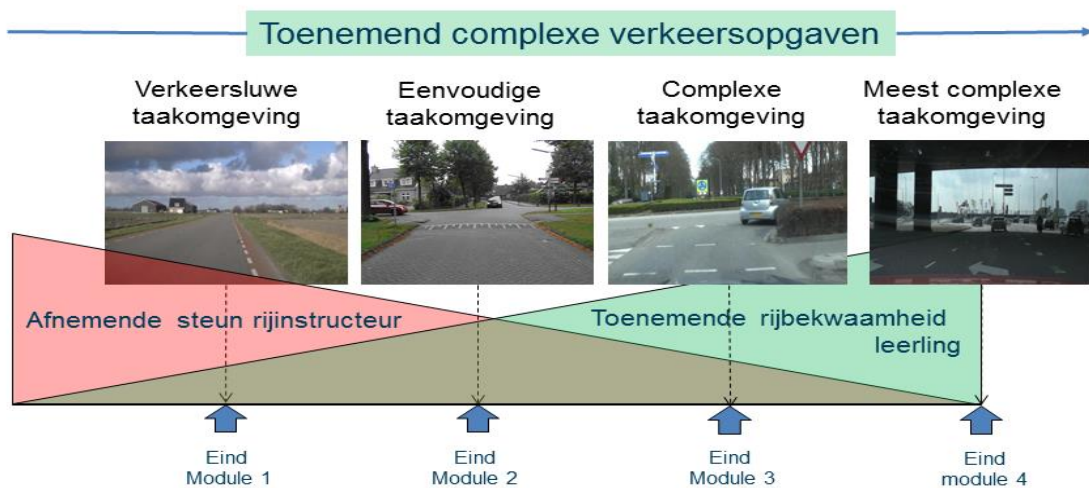 Toenemend complexe verkeersopgaven
Verkeersluwe
taakomgeving
Eenvoudige
taakomgeving
Complexe
taakomgeving
Meest complexe
taakomgeving
Afnemende steun rijinstructeur
Toenemende rijbekwaamheid
leerling
Eind
Module 1
Eind
Module 2
Eind
Module 3
Eind
module 4